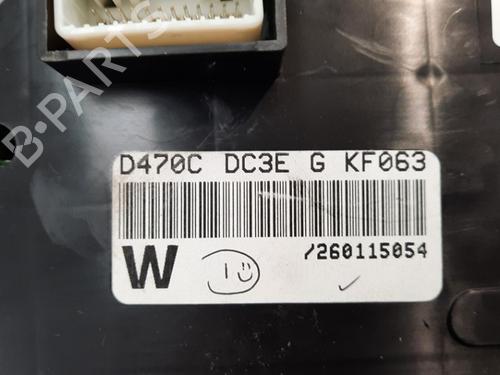 B-PARTS
D470C DC3E G KF063
W
/260115054